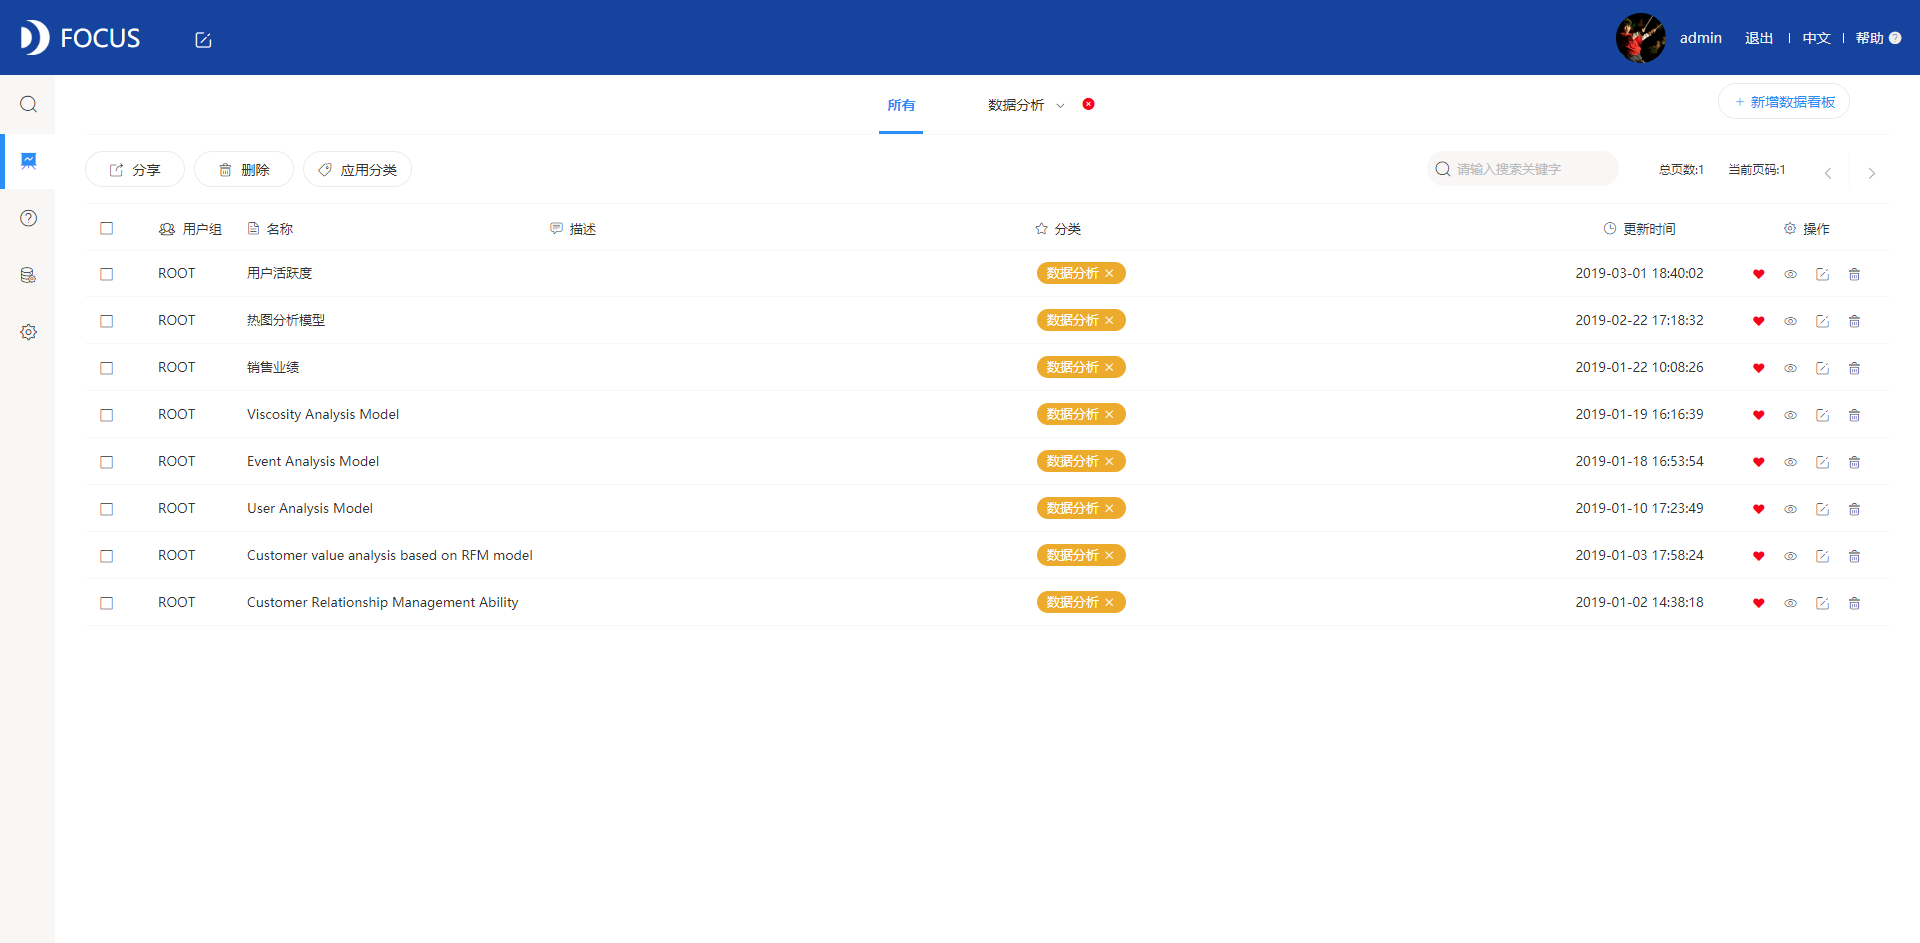 FOCUS admin 退出 中文 帮助 ?
所有 数据分析 + 新增数据看板
分享 删除 应用分类 请输入搜索关键字 总页数:1 当前页码:1
用户组 名称 描述 分类 更新时间 操作
ROOT 用户活跃度 数据分析 2019-03-01 18:40:02
ROOT 热图分析模型 数据分析 2019-02-22 17:18:32
ROOT 销售业绩 数据分析 2019-01-22 10:08:26
ROOT Viscosity Analysis Model 数据分析 2019-01-19 16:16:39
ROOT Event Analysis Model 数据分析 2019-01-18 16:53:54
ROOT User Analysis Model 数据分析 2019-01-10 17:23:49
ROOT Customer value analysis based on RFM model 数据分析 2019-01-03 17:58:24
ROOT Customer Relationship Management Ability 数据分析 2019-01-02 14:38:18